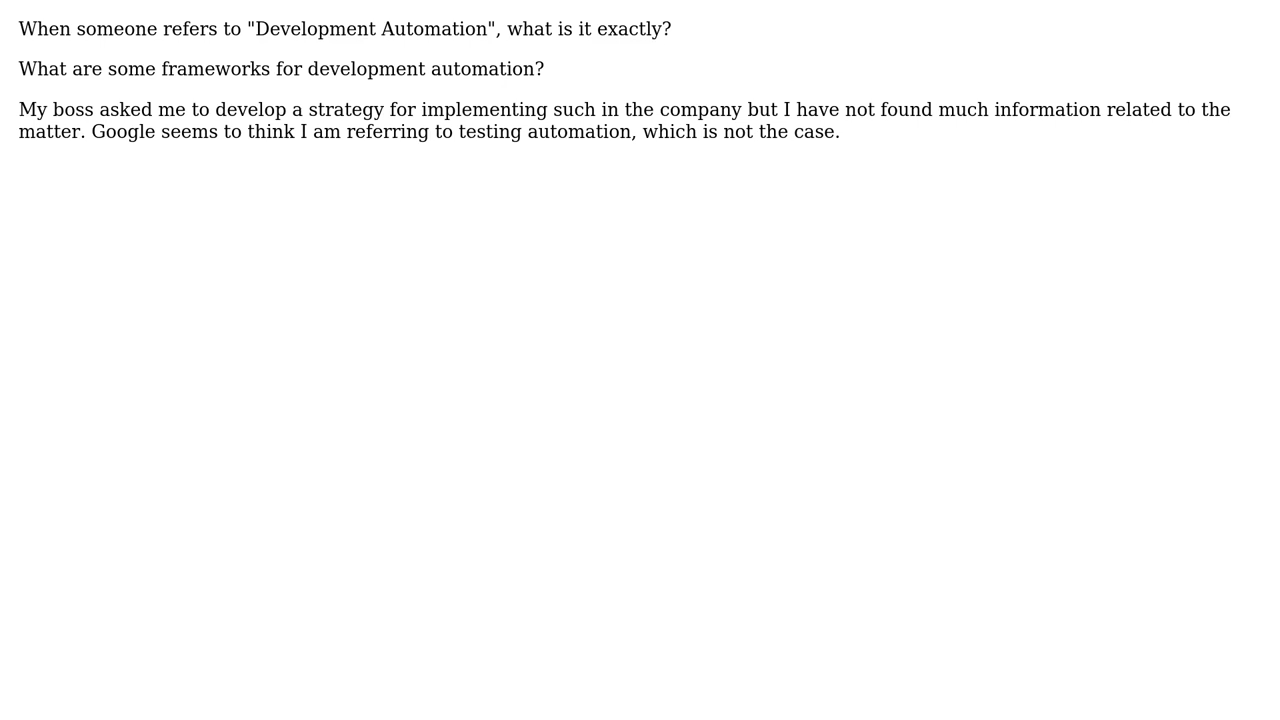 When someone refers to "Development Automation", what is it exactly?
What are some frameworks for development automation?
My boss asked me to develop a strategy for implementing such in the company but I have not found much information related to the
matter. Google seems to think I am referring to testing automation, which is not the case.